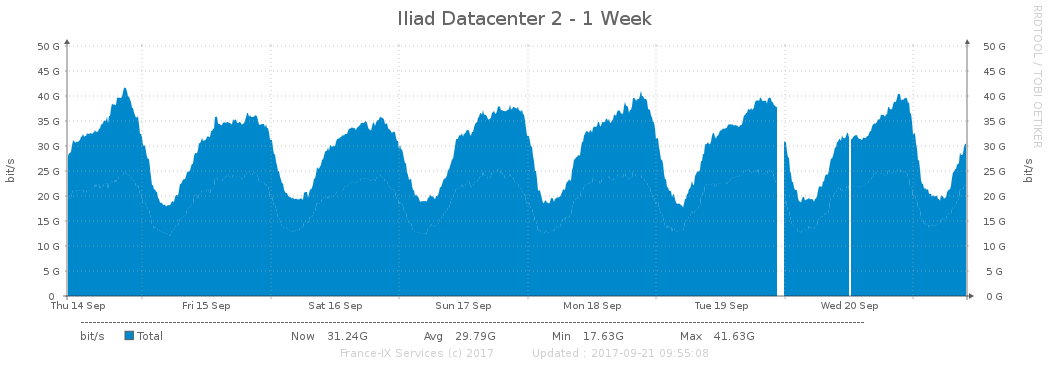 Iliad Datacenter 2 - 1 Week
RRDTOOL / TOBI OETIKER
50 G 50 G
45 G 45 G
40 G 40 G
35 G 35 G
30 G 30 G
25 G 25 G
20 G 20 G
15 G 15 G
10 G 10 G
5 G 5 G
0 0 G
bit/s bit/s
Thu 14 Sep Fri 15 Sep Sat 16 Sep Sun 17 Sep Mon 18 Sep Tue 19 Sep Wed 20 Sep
bit/s Total Now 31.24G Avg 29.79G Min 17.63G Max 41.63G
France-IX Services (c) 2017 Updated : 2017-09-21 09:55:08